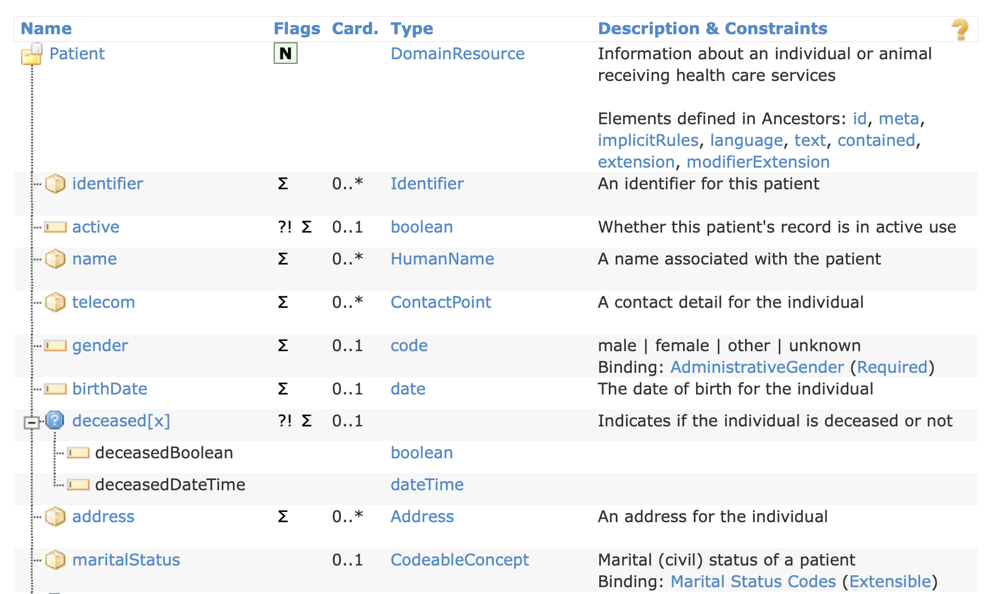 Name Flags Card. Type Description & Constraints ?
Patient N DomainResource Information about an individual or animal
receiving health care services
Elements defined in Ancestors: id, meta,
implicitRules, language, text, contained,
extension, modifierExtension
identifier Σ 0..* Identifier An identifier for this patient
active ?! Σ 0..1 boolean Whether this patient's record is in active use
name Σ 0..* HumanName A name associated with the patient
telecom Σ 0..* ContactPoint A contact detail for the individual
gender Σ 0..1 code male | female | other | unknown
Binding: AdministrativeGender (Required)
birthDate Σ 0..1 date The date of birth for the individual
deceased[x] ?! Σ 0..1 Indicates if the individual is deceased or not
deceasedBoolean boolean
deceasedDateTime dateTime
address Σ 0..* Address An address for the individual
maritalStatus 0..1 CodeableConcept Marital (civil) status of a patient
Binding: Marital Status Codes (Extensible)